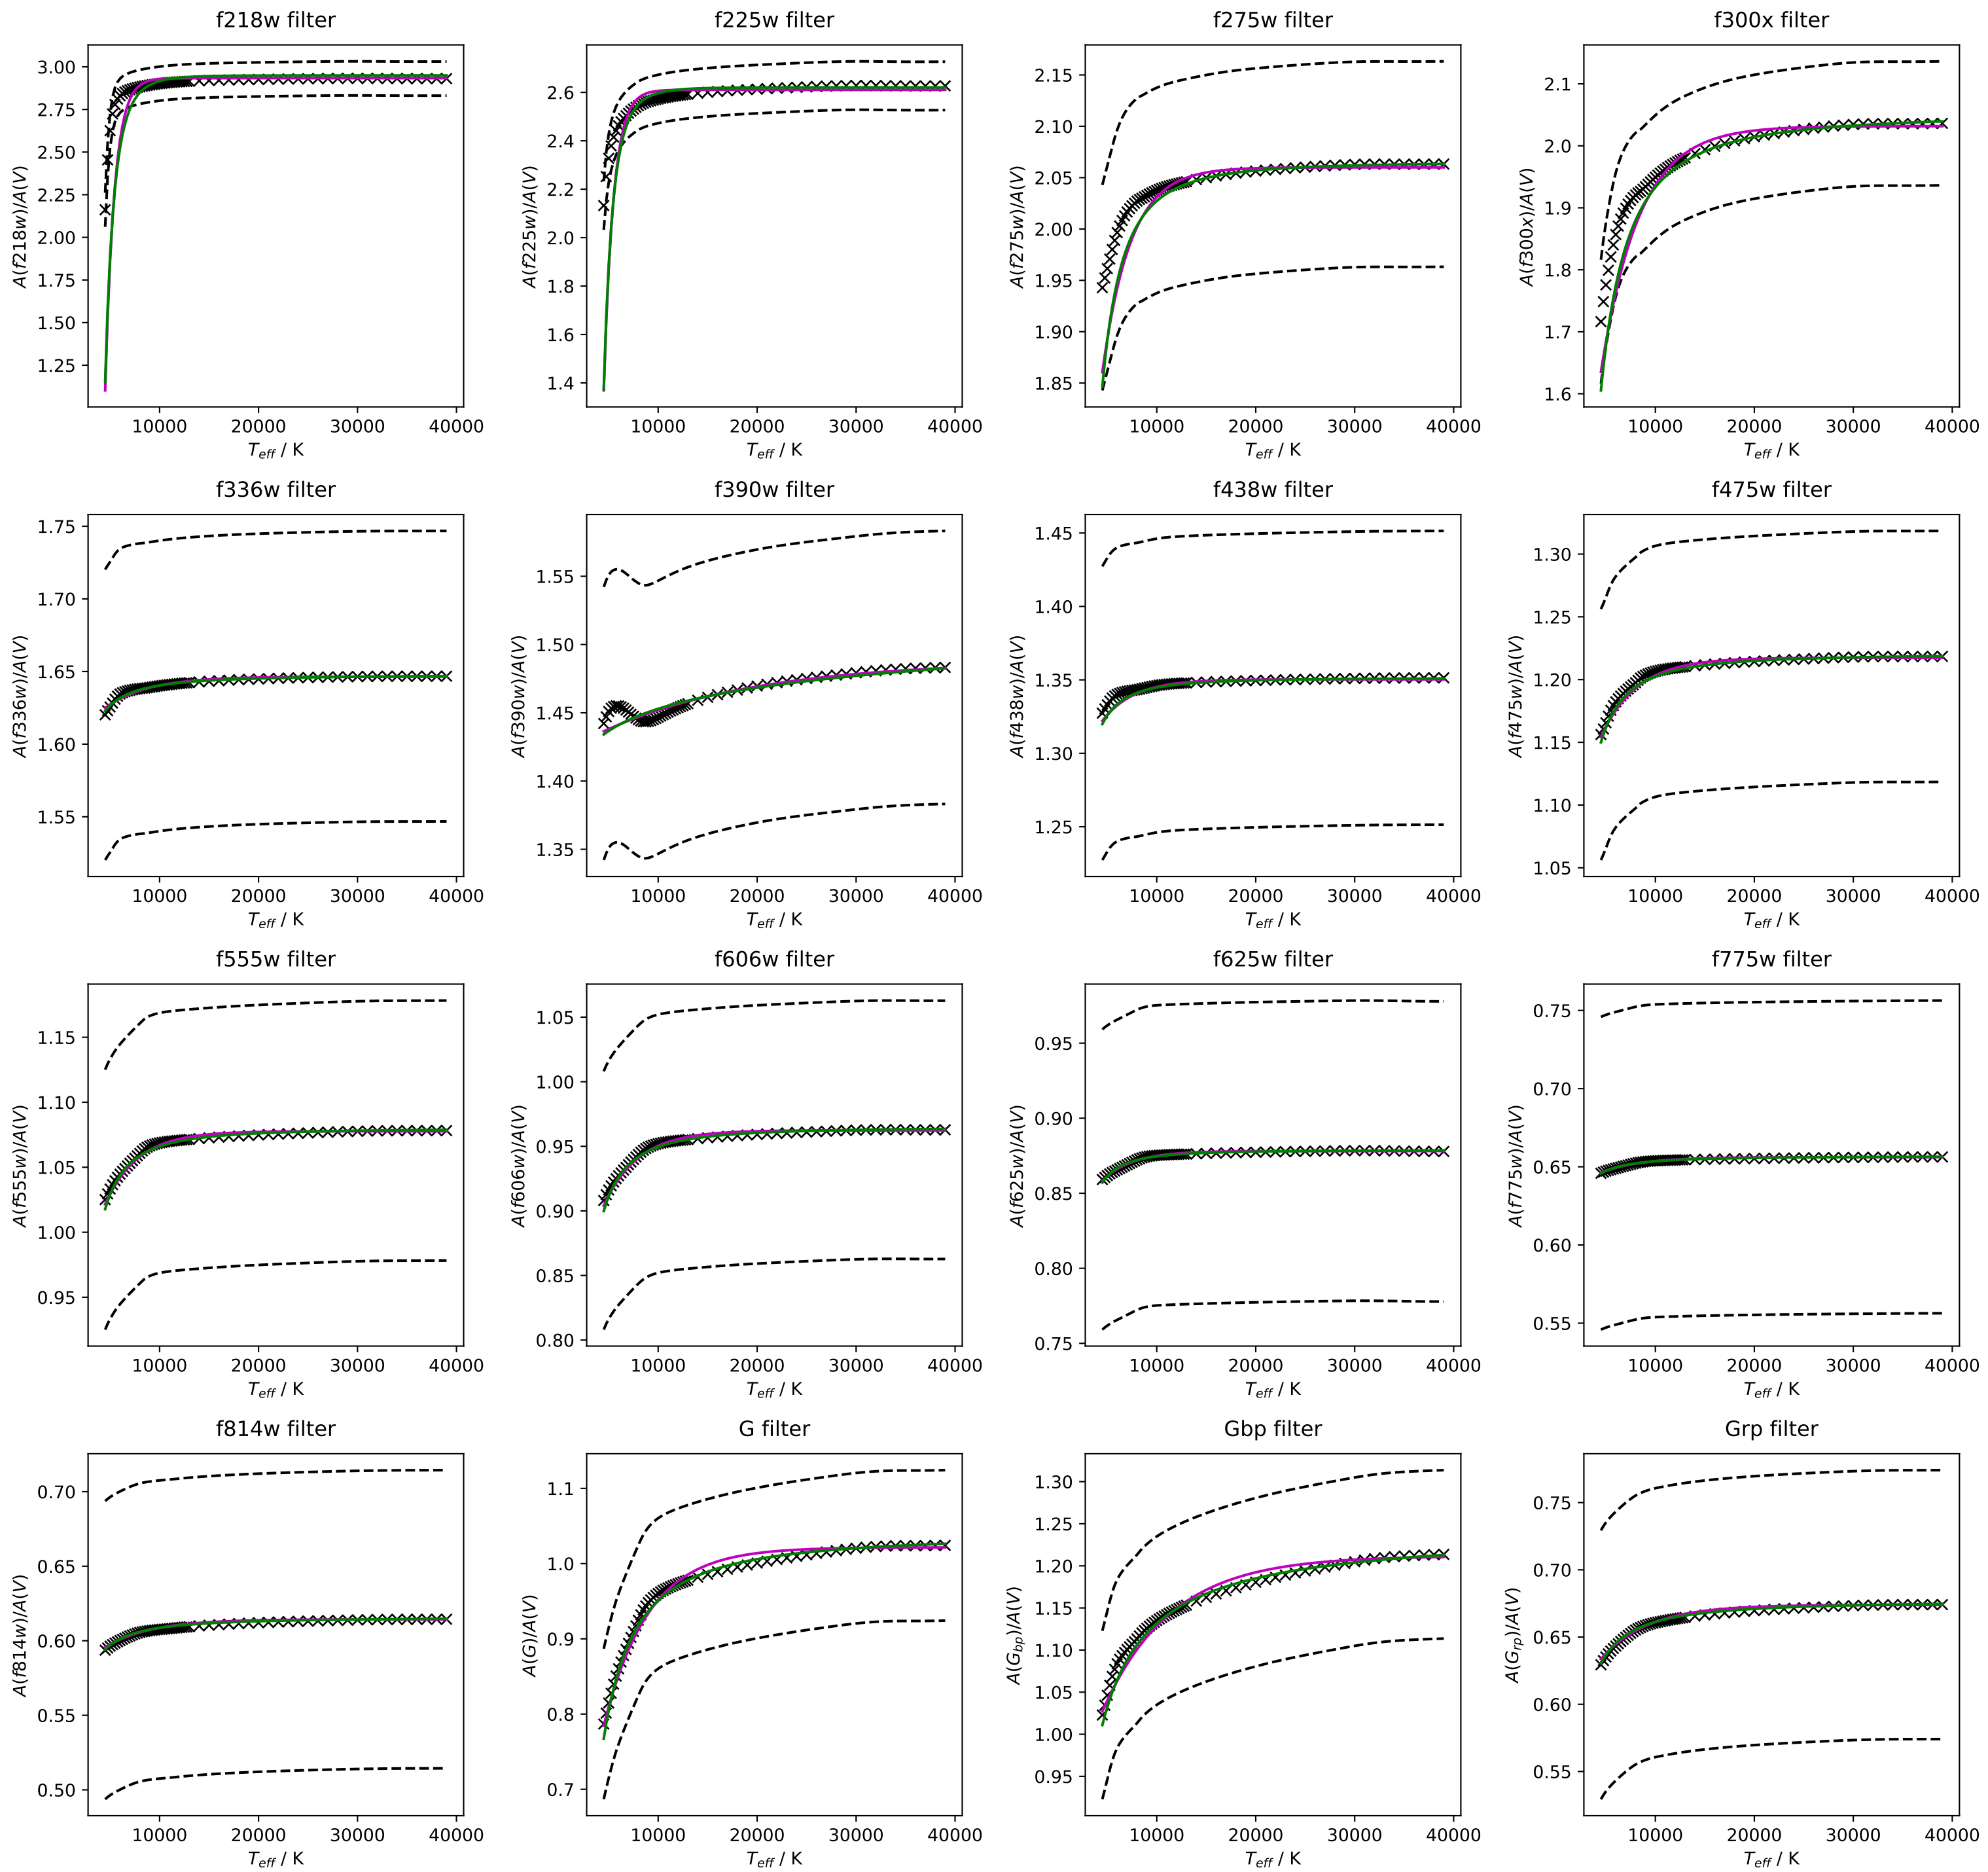 f218w filter
A(f218w)/A(V)
3.00
2.75
2.50
2.25
2.00
1.75
1.50
1.25
10000 20000 30000 40000
T_eff / K
f225w filter
A(f225w)/A(V)
2.6
2.4
2.2
2.0
1.8
1.6
1.4
10000 20000 30000 40000
T_eff / K
f275w filter
A(f275w)/A(V)
2.15
2.10
2.05
2.00
1.95
1.90
1.85
10000 20000 30000 40000
T_eff / K
f300x filter
A(f300x)/A(V)
2.1
2.0
1.9
1.8
1.7
1.6
10000 20000 30000 40000
T_eff / K
f336w filter
A(f336w)/A(V)
1.75
1.70
1.65
1.60
1.55
10000 20000 30000 40000
T_eff / K
f390w filter
A(f390w)/A(V)
1.55
1.50
1.45
1.40
1.35
10000 20000 30000 40000
T_eff / K
f438w filter
A(f438w)/A(V)
1.45
1.40
1.35
1.30
1.25
10000 20000 30000 40000
T_eff / K
f475w filter
A(f475w)/A(V)
1.30
1.25
1.20
1.15
1.10
1.05
10000 20000 30000 40000
T_eff / K
f555w filter
A(f555w)/A(V)
1.15
1.10
1.05
1.00
0.95
10000 20000 30000 40000
T_eff / K
f606w filter
A(f606w)/A(V)
1.05
1.00
0.95
0.90
0.85
0.80
10000 20000 30000 40000
T_eff / K
f625w filter
A(f625w)/A(V)
0.95
0.90
0.85
0.80
0.75
10000 20000 30000 40000
T_eff / K
f775w filter
A(f775w)/A(V)
0.75
0.70
0.65
0.60
0.55
10000 20000 30000 40000
T_eff / K
f814w filter
A(f814w)/A(V)
0.70
0.65
0.60
0.55
0.50
10000 20000 30000 40000
T_eff / K
G filter
A(G)/A(V)
1.1
1.0
0.9
0.8
0.7
10000 20000 30000 40000
T_eff / K
Gbp filter
A(G_bp)/A(V)
1.30
1.25
1.20
1.15
1.10
1.05
1.00
0.95
10000 20000 30000 40000
T_eff / K
Grp filter
A(G_rp)/A(V)
0.75
0.70
0.65
0.60
0.55
10000 20000 30000 40000
T_eff / K